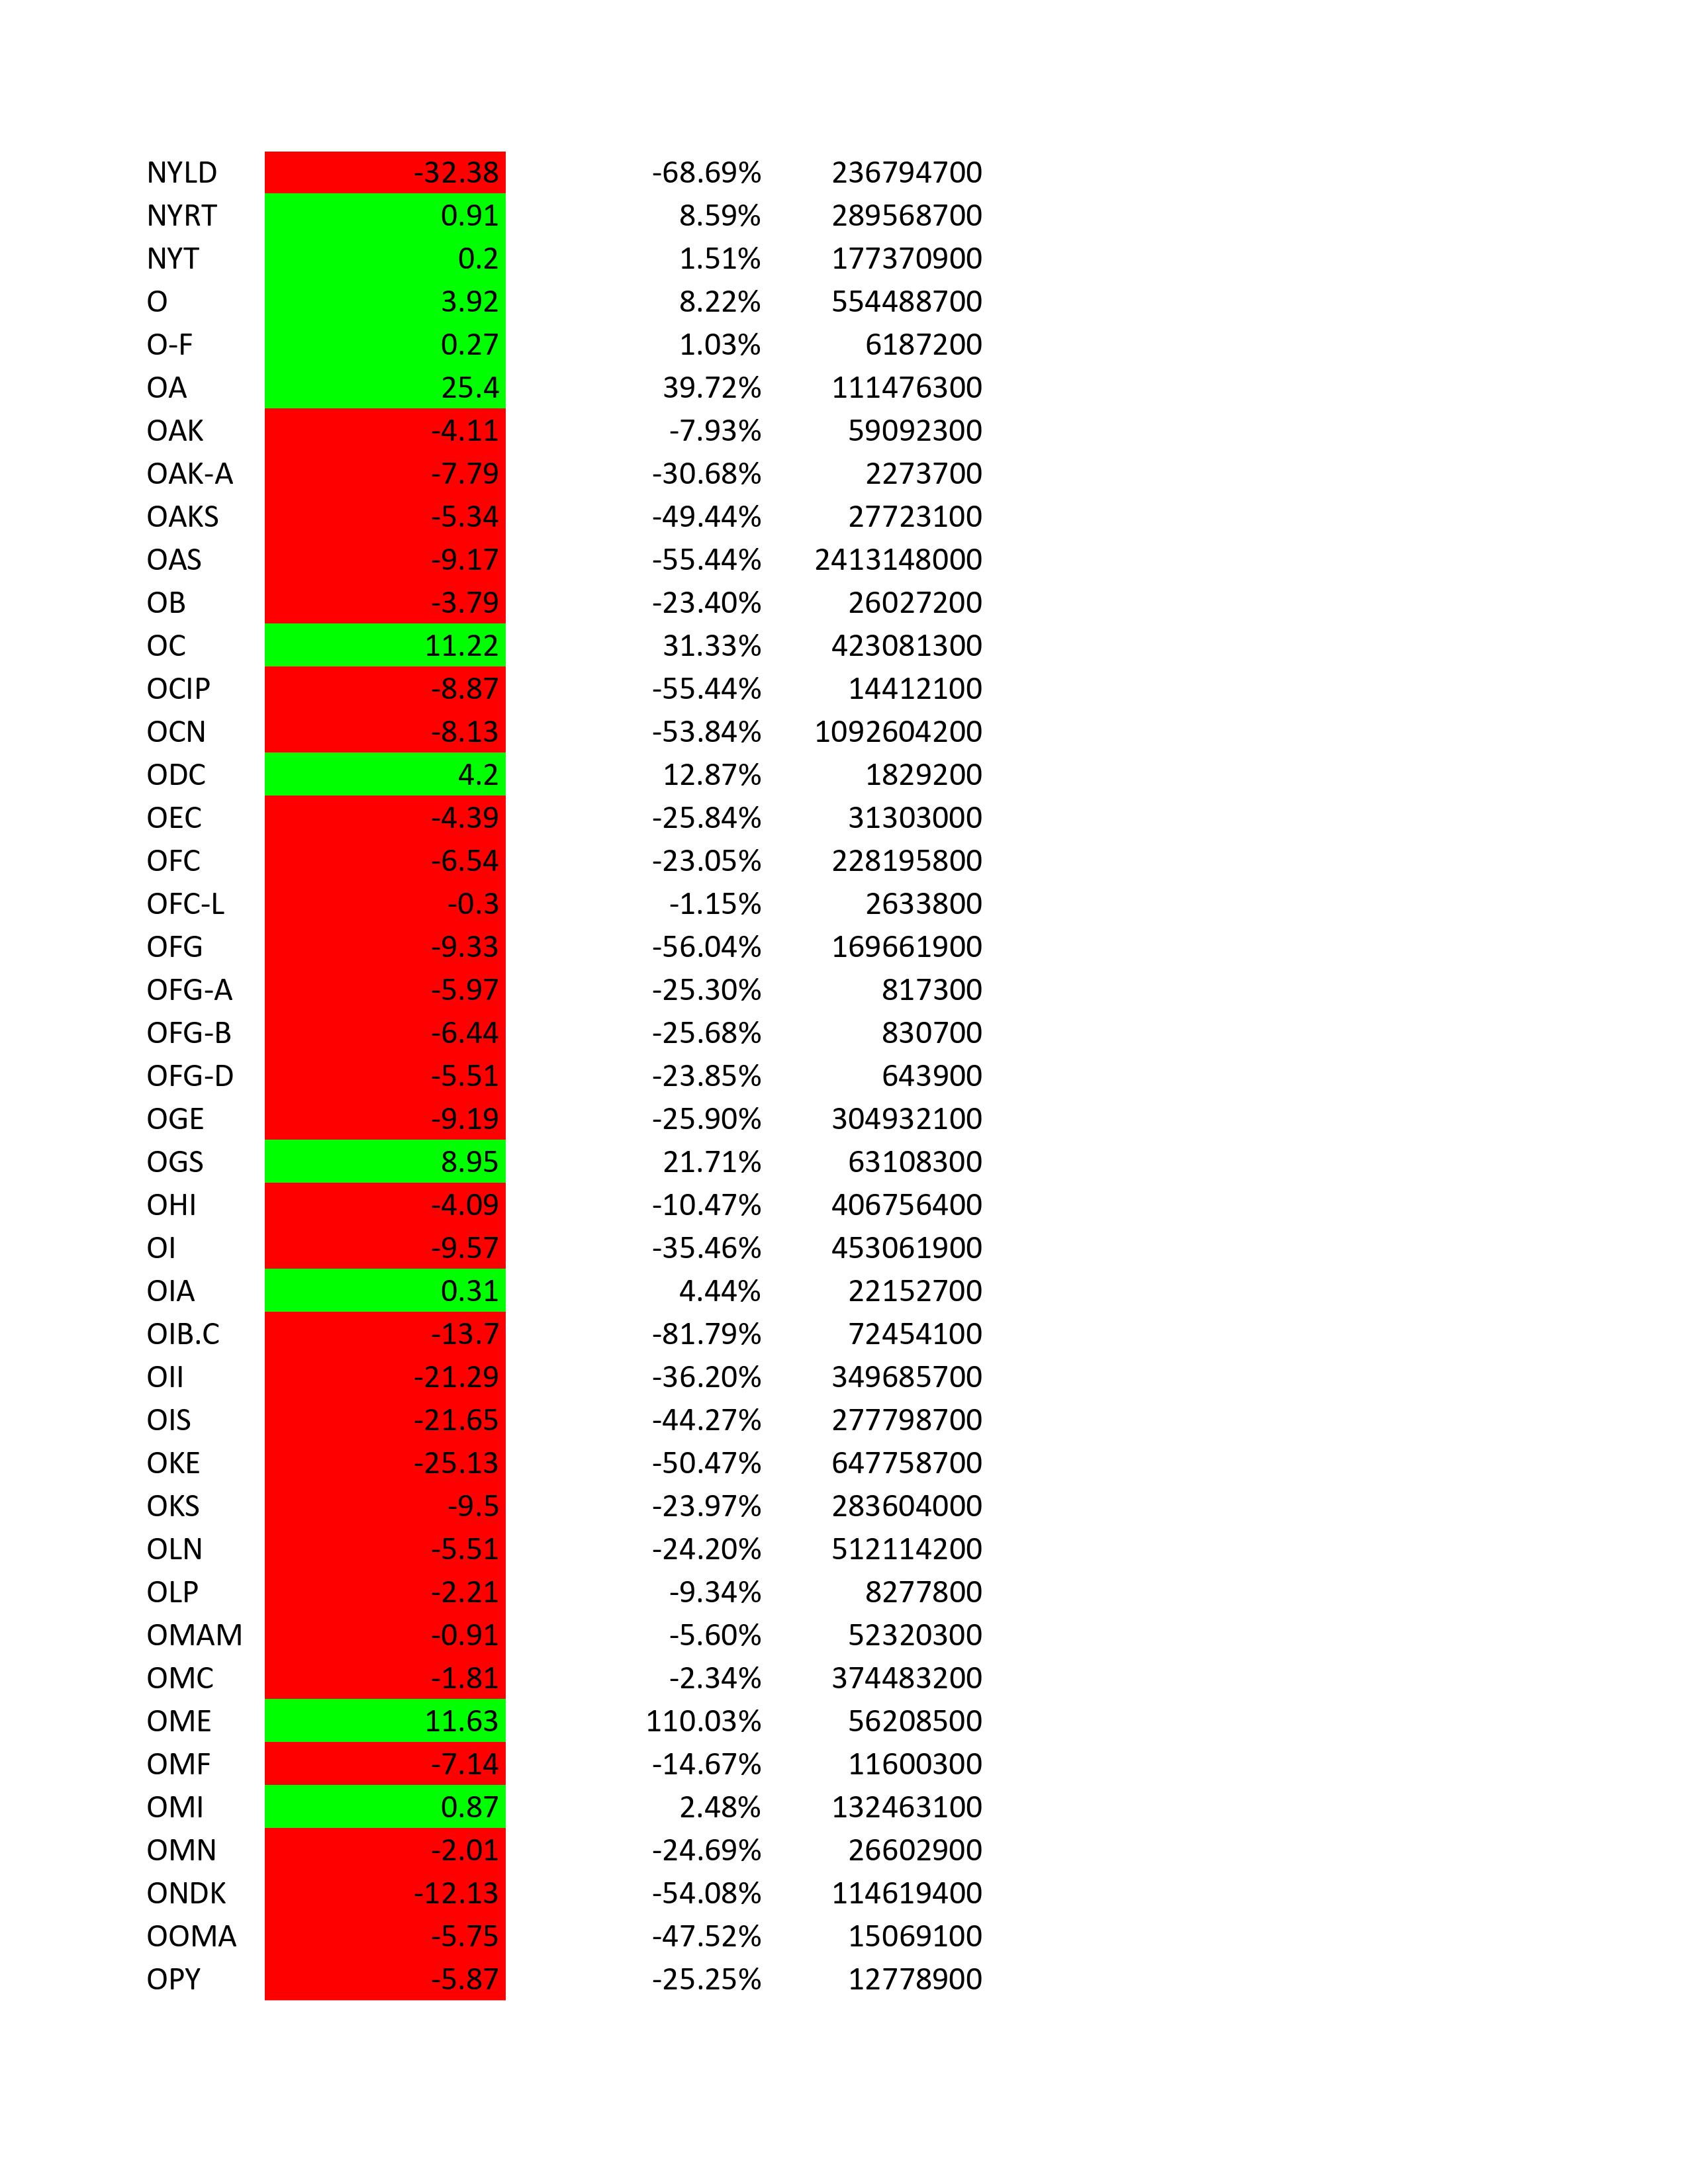 NYLD -32.38 -68.69% 236794700
NYRT 0.91 8.59% 289568700
NYT 0.2 1.51% 177370900
O 3.92 8.22% 554488700
O-F 0.27 1.03% 6187200
OA 25.4 39.72% 111476300
OAK -4.11 -7.93% 59092300
OAK-A -7.79 -30.68% 2273700
OAKS -5.34 -49.44% 27723100
OAS -9.17 -55.44% 2413148000
OB -3.79 -23.40% 26027200
OC 11.22 31.33% 423081300
OCIP -8.87 -55.44% 14412100
OCN -8.13 -53.84% 1092604200
ODC 4.2 12.87% 1829200
OEC -4.39 -25.84% 31303000
OFC -6.54 -23.05% 228195800
OFC-L -0.3 -1.15% 2633800
OFG -9.33 -56.04% 169661900
OFG-A -5.97 -25.30% 817300
OFG-B -6.44 -25.68% 830700
OFG-D -5.51 -23.85% 643900
OGE -9.19 -25.90% 304932100
OGS 8.95 21.71% 63108300
OHI -4.09 -10.47% 406756400
OI -9.57 -35.46% 453061900
OIA 0.31 4.44% 22152700
OIB.C -13.7 -81.79% 72454100
OII -21.29 -36.20% 349685700
OIS -21.65 -44.27% 277798700
OKE -25.13 -50.47% 647758700
OKS -9.5 -23.97% 283604000
OLN -5.51 -24.20% 512114200
OLP -2.21 -9.34% 8277800
OMAM -0.91 -5.60% 52320300
OMC -1.81 -2.34% 374483200
OME 11.63 110.03% 56208500
OMF -7.14 -14.67% 11600300
OMI 0.87 2.48% 132463100
OMN -2.01 -24.69% 26602900
ONDK -12.13 -54.08% 114619400
OOMA -5.75 -47.52% 15069100
OPY -5.87 -25.25% 12778900